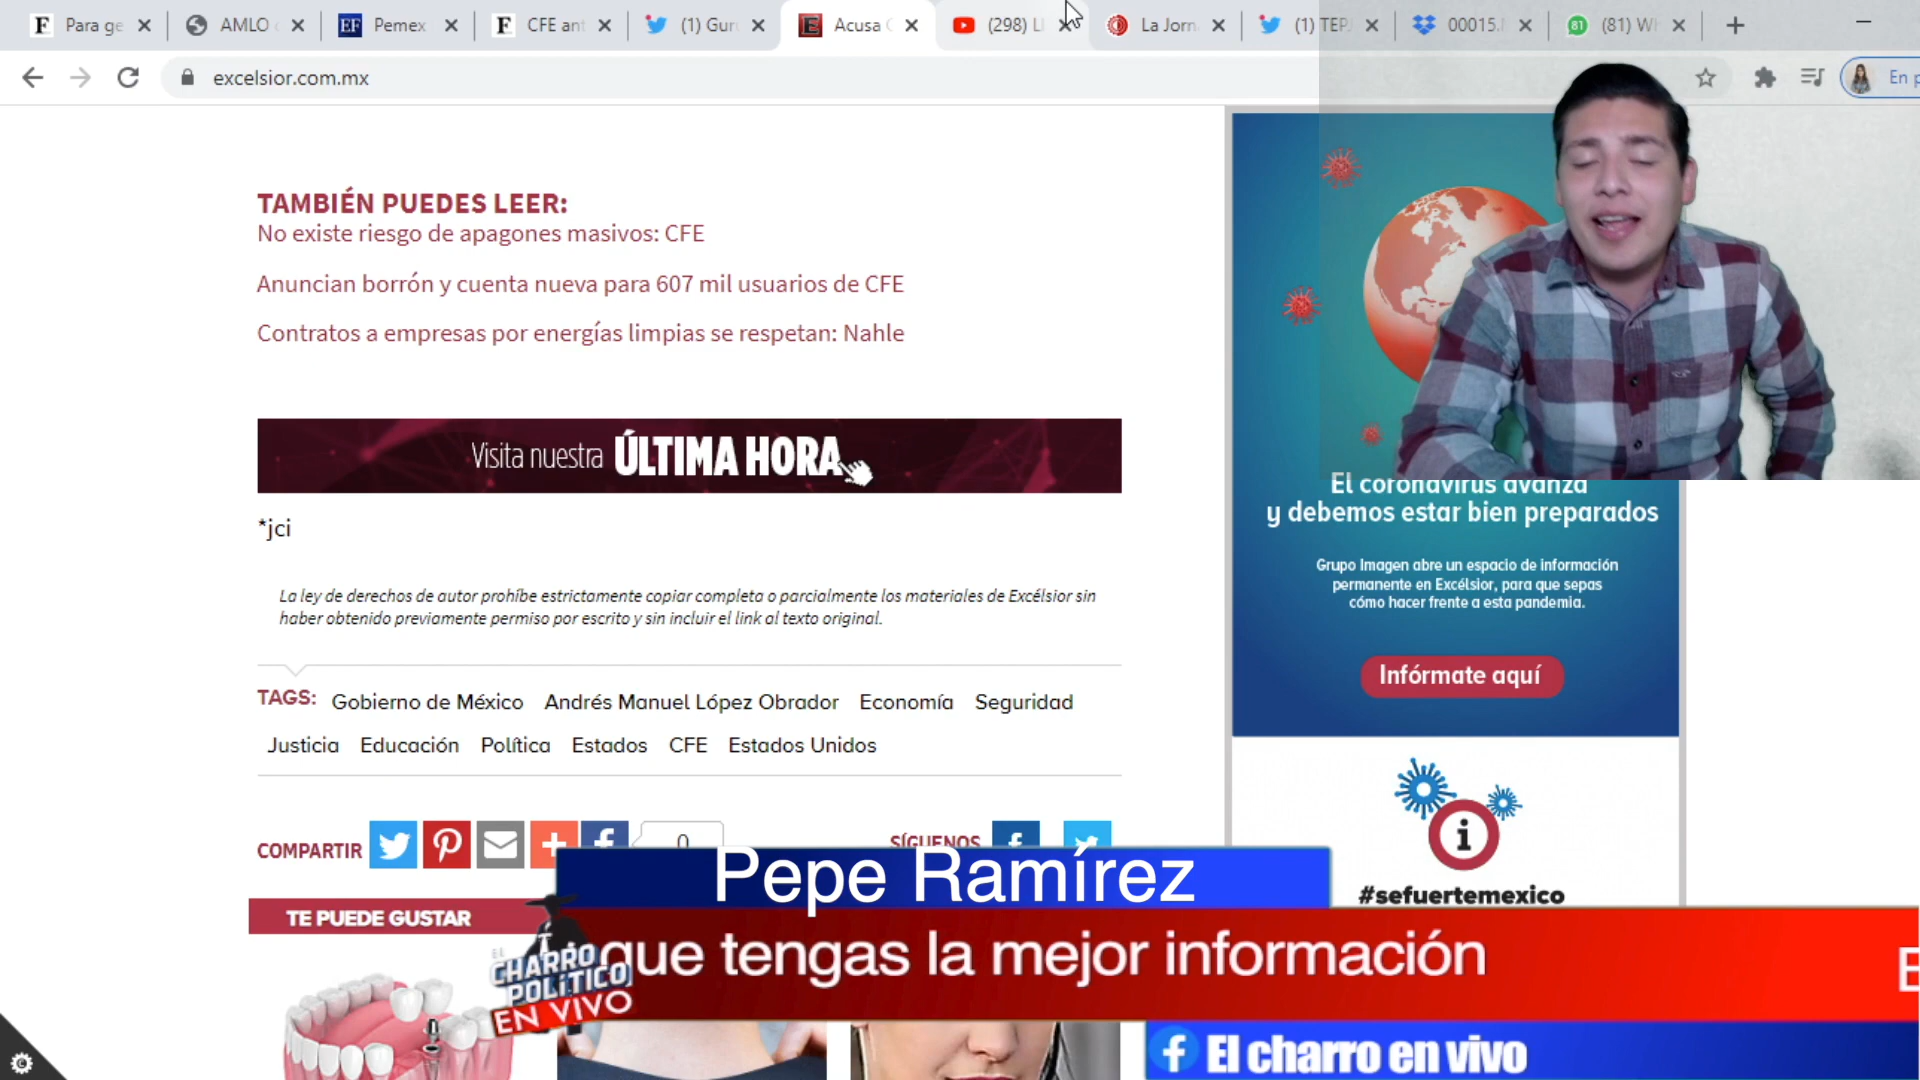 Para ge
AMLO
Pemex
CFE ant
(1) Gur
Acusa
(298) Ll
La Jorn
(1) TEP
00015.
(81) W
excelsior.com.mx
En p
TAMBIÉN PUEDES LEER:
No existe riesgo de apagones masivos: CFE
Anuncian borrón y cuenta nueva para 607 mil usuarios de CFE
Contratos a empresas por energías limpias se respetan: Nahle
Visita nuestra ÚLTIMA HORA
*jci
La ley de derechos de autor prohíbe estrictamente copiar completa o parcialmente los materiales de Excélsior sin
haber obtenido previamente permiso por escrito y sin incluir el link al texto original.
TAGS: Gobierno de México Andrés Manuel López Obrador Economía Seguridad
Justicia Educación Política Estados CFE Estados Unidos
COMPARTIR
0
SÍGUENOS
TE PUEDE GUSTAR
El coronavirus avanza
y debemos estar bien preparados
Grupo Imagen abre un espacio de información
permanente en Excélsior, para que sepas
cómo hacer frente a esta pandemia.
Infórmate aquí
#sefuertemexico
Pepe Ramírez
que tengas la mejor información
E
EL
CHARRO
POLÍTICO
EN VIVO
El charro en vivo